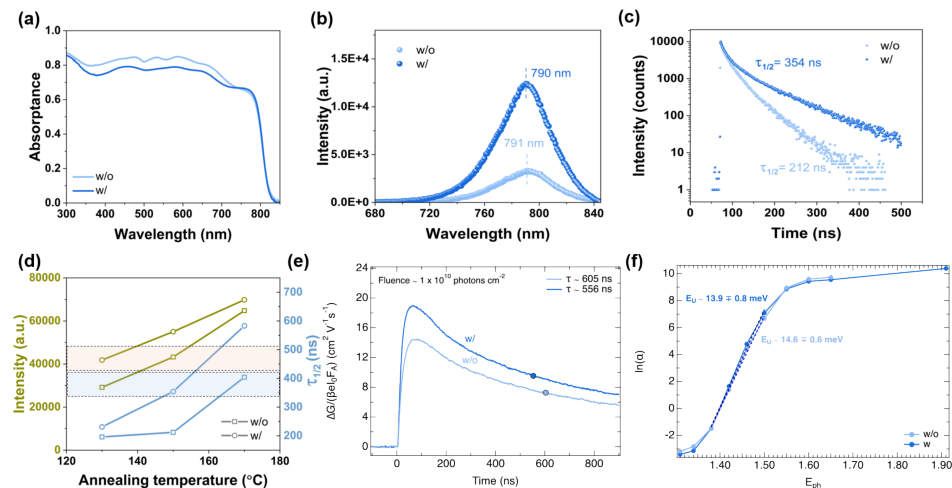 (a)
1.0
0.8
0.6
0.4
0.2
0.0
Absorptance
w/o
w/
300
400
500
600
700
800
Wavelength (nm)
(b)
1.5E+4
1.0E+4
5.0E+3
0.0E+0
Intensity (a.u.)
w/o
w/
790 nm
791 nm
680
720
760
800
840
Wavelength (nm)
(c)
10000
1000
100
10
1
Intensity (counts)
w/o
w/
τ1/2= 354 ns
τ1/2= 212 ns
0
100
200
300
400
500
Time (ns)
(d)
80000
60000
40000
20000
0
Intensity (a.u.)
700
600
500
400
300
200
τ1/2 (ns)
w/o
w/
120
130
140
150
160
170
180
Annealing temperature (°C)
(e)
24
20
16
12
8
4
0
ΔG/(βeI0FA) (cm2 V-1 s-1)
Fluence ~ 1 x 1010 photons cm-2
τ ~ 605 ns
τ ~ 556 ns
w/
w/o
0
200
400
600
800
Time (ns)
(f)
10
8
6
4
2
0
-2
ln(α)
EU ~ 13.9 ∓ 0.8 meV
EU ~ 14.6 ∓ 0.6 meV
w/o
w
1.40
1.50
1.60
1.70
1.80
1.90
Eph